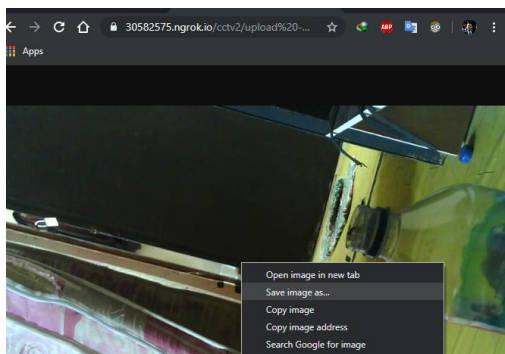 30582575.ngrok.io/cctv2/upload%20-...
ABP
Apps
Open image in new tab
Save image as...
Copy image
Copy image address
Search Google for image